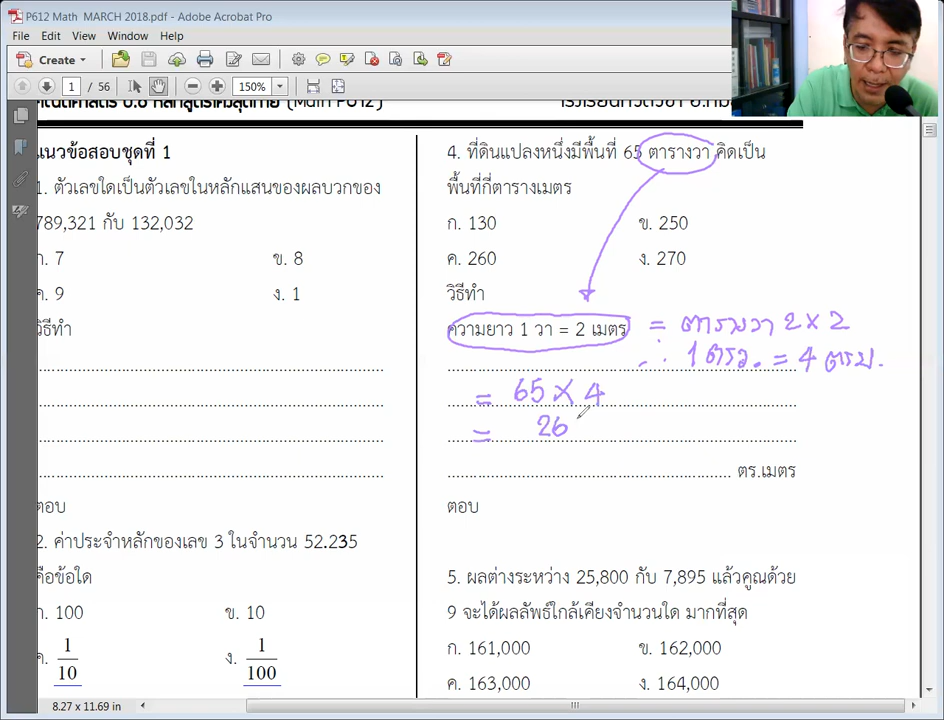 P612 Math MARCH 2018.pdf - Adobe Acrobat Pro
File Edit View Window Help
Create
1 / 56 150%
แนวข้อสอบชุดที่ 1
1. ตัวเลขใดเป็นตัวเลขในหลักแสนของผลบวกของ
789,321 กับ 132,032
ก. 7 ข. 8
ค. 9 ง. 1
วิธีทำ
ตอบ
2. ค่าประจำหลักของเลข 3 ในจำนวน 52.235
คือข้อใด
ก. 100 ข. 10
ค. 1/10 ง. 1/100
4. ที่ดินแปลงหนึ่งมีพื้นที่ 65 ตารางวา คิดเป็น
พื้นที่กี่ตารางเมตร
ก. 130 ข. 250
ค. 260 ง. 270
วิธีทำ
ความยาว 1 วา = 2 เมตร = ตารางวา 2 × 2
∴ 1 ตรว. = 4 ตรม.
= 65 × 4
= 26
ตร.เมตร
ตอบ
5. ผลต่างระหว่าง 25,800 กับ 7,895 แล้วคูณด้วย
9 จะได้ผลลัพธ์ใกล้เคียงจำนวนใด มากที่สุด
ก. 161,000 ข. 162,000
ค. 163,000 ง. 164,000
8.27 x 11.69 in